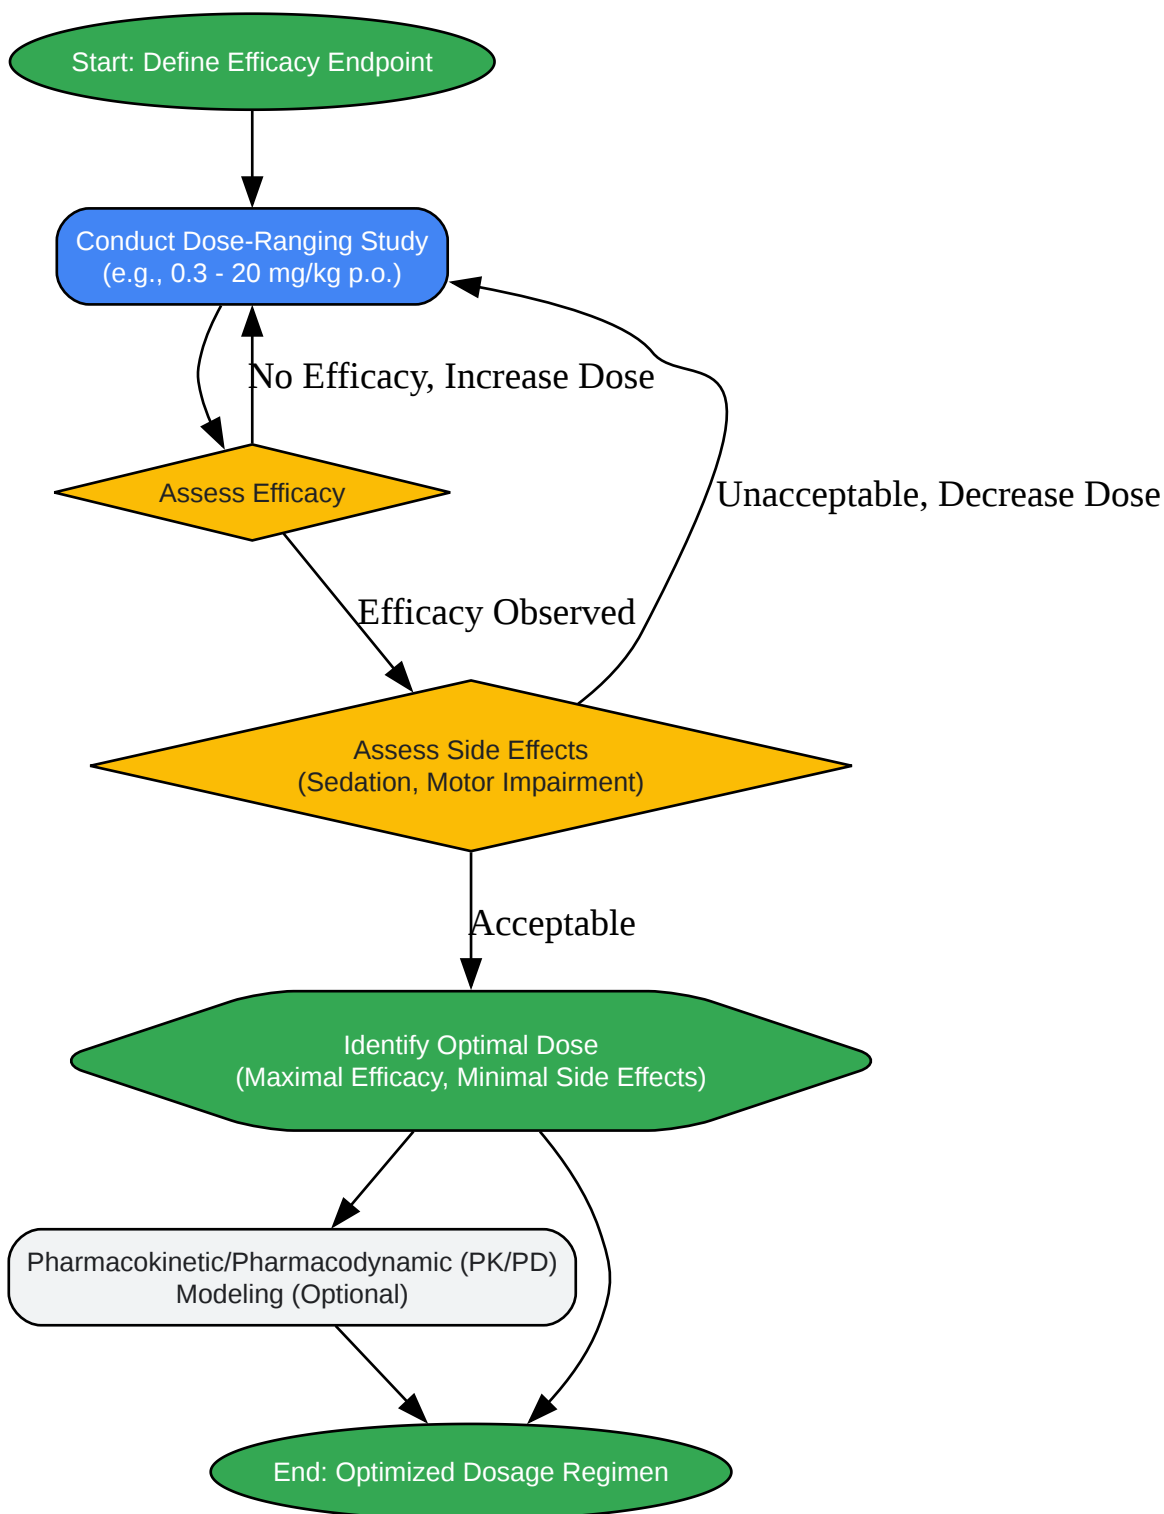 Start: Define Efficacy Endpoint
Conduct Dose-Ranging Study
(e.g., 0.3 - 20 mg/kg p.o.)
No Efficacy, Increase Dose
Assess Efficacy
Unacceptable, Decrease Dose
Efficacy Observed
Assess Side Effects
(Sedation, Motor Impairment)
Acceptable
Identify Optimal Dose
(Maximal Efficacy, Minimal Side Effects)
Pharmacokinetic/Pharmacodynamic (PK/PD)
Modeling (Optional)
End: Optimized Dosage Regimen